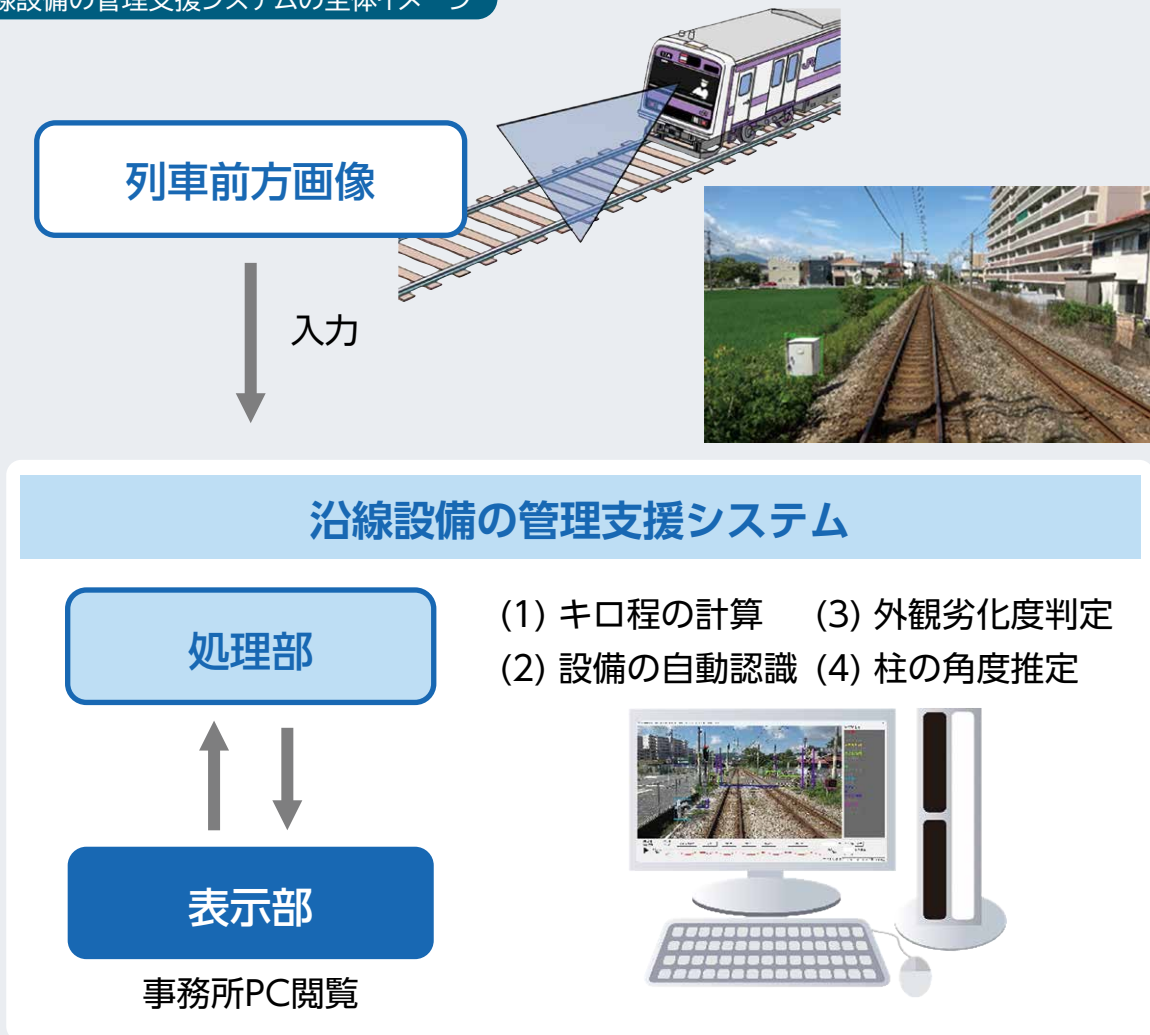 線設備の管理支援システムの全体イメージ
列車前方画像
入力
沿線設備の管理支援システム
処理部
(1) キロ程の計算
(2) 設備の自動認識
(3) 外観劣化度判定
(4) 柱の角度推定
表示部
事務所PC閲覧